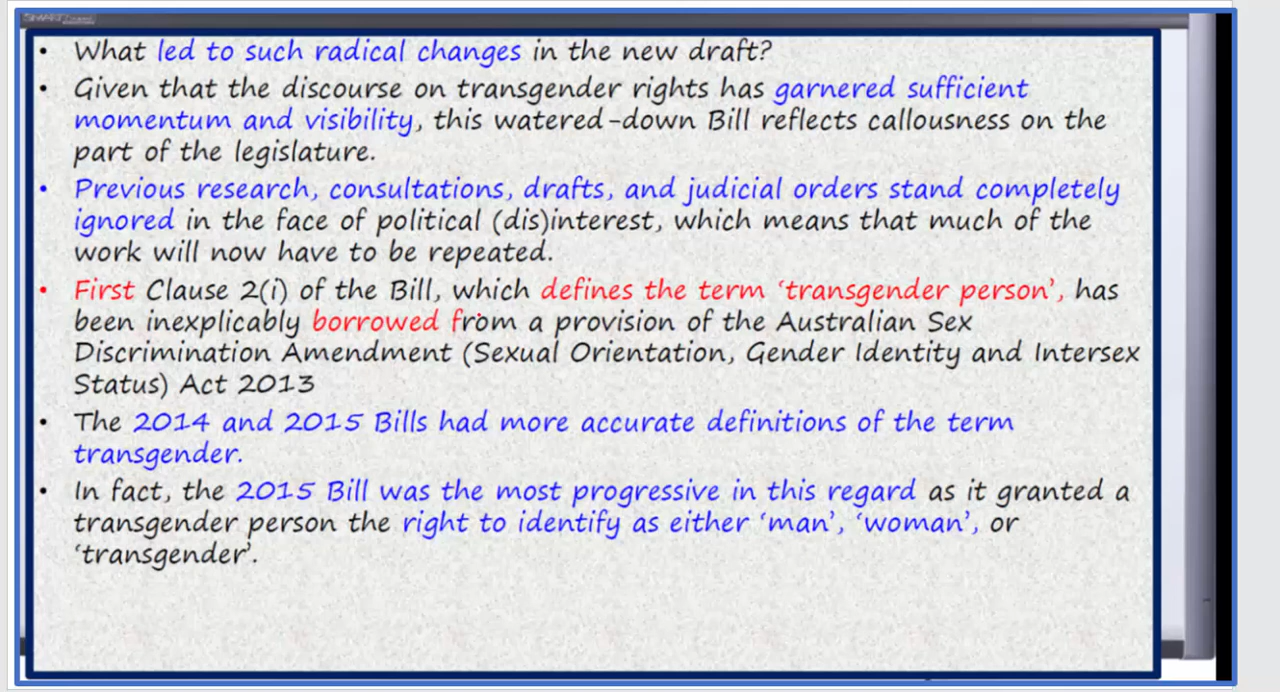 • What led to such radical changes in the new draft?
• Given that the discourse on transgender rights has garnered sufficient
momentum and visibility, this watered-down Bill reflects callousness on the
part of the legislature.
• Previous research, consultations, drafts, and judicial orders stand completely
ignored in the face of political (dis)interest, which means that much of the
work will now have to be repeated.
• First Clause 2(i) of the Bill, which defines the term ‘transgender person’, has
been inexplicably borrowed from a provision of the Australian Sex
Discrimination Amendment (Sexual Orientation, Gender Identity and Intersex
Status) Act 2013
• The 2014 and 2015 Bills had more accurate definitions of the term
transgender.
• In fact, the 2015 Bill was the most progressive in this regard as it granted a
transgender person the right to identify as either ‘man’, ‘woman’, or
‘transgender’.